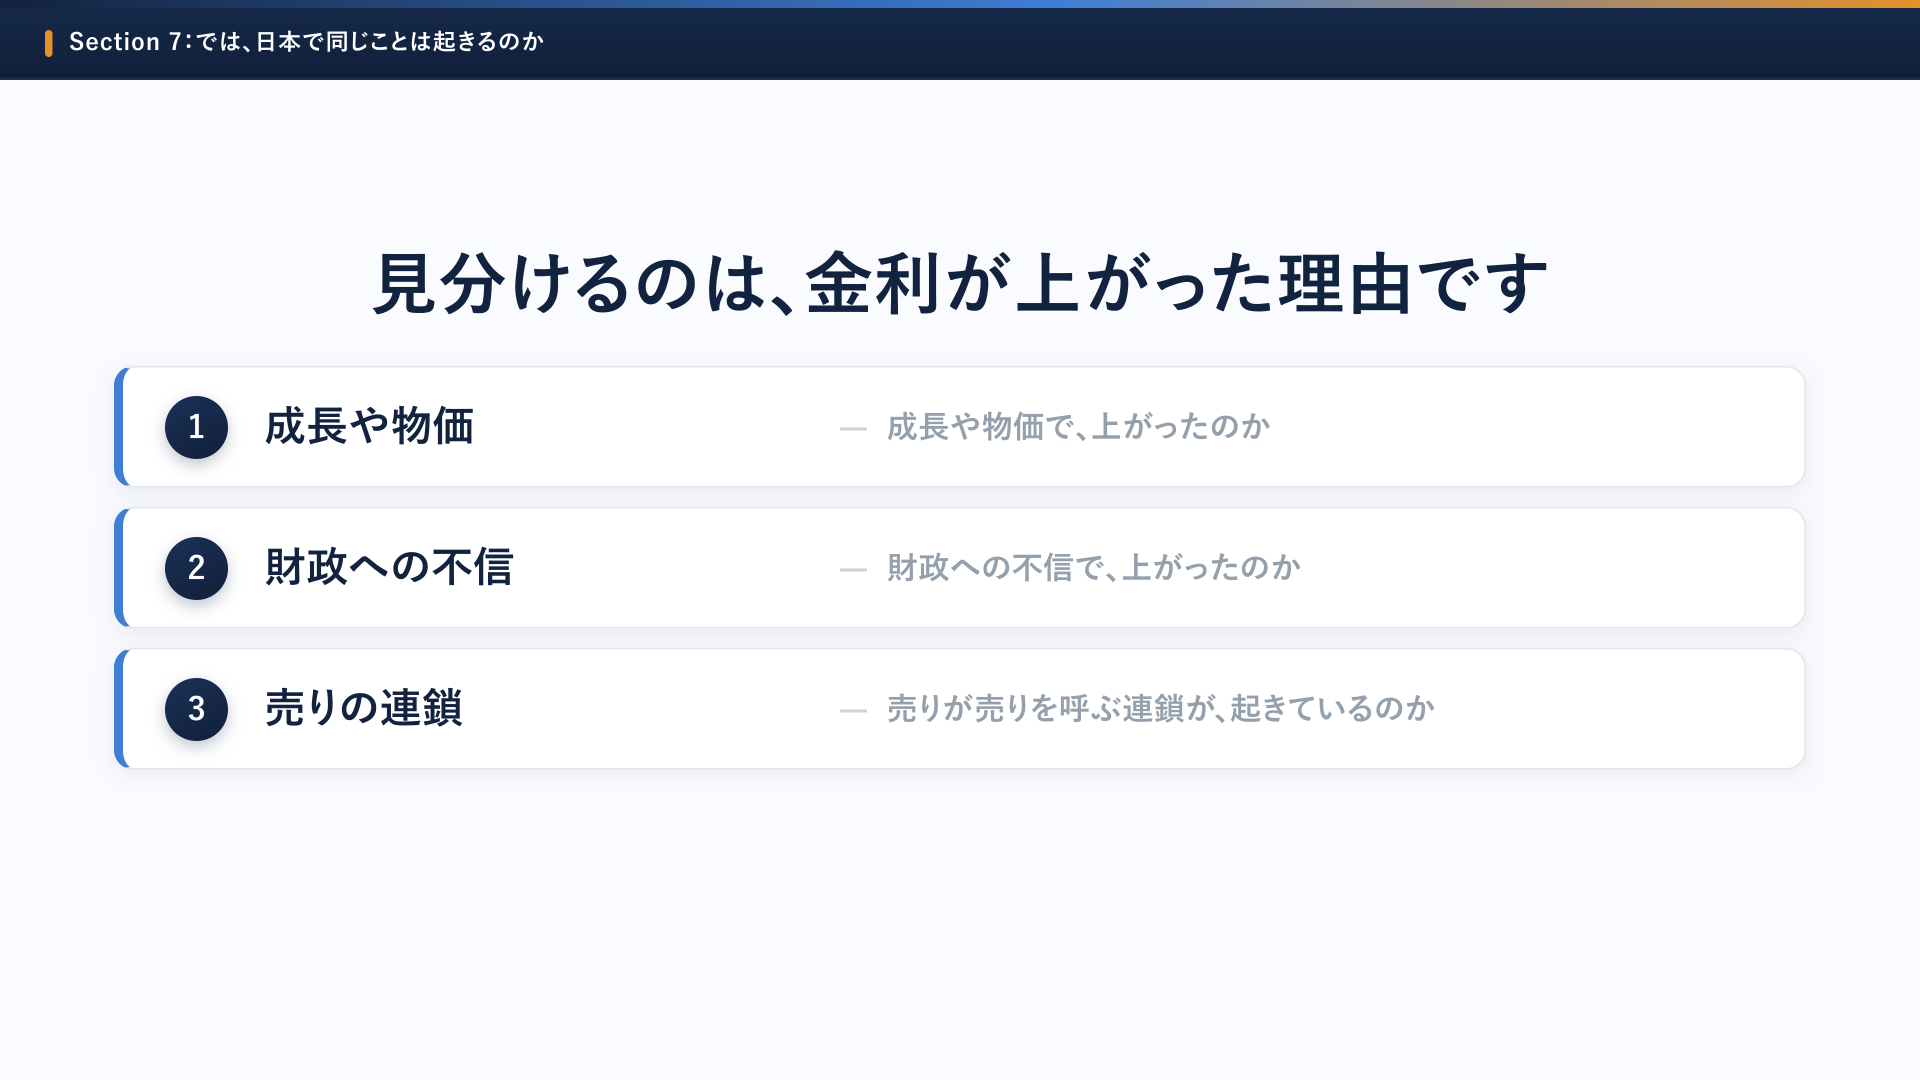 Section 7：では、日本で同じことは起きるのか
見分けるのは、金利が上がった理由です
1 成長や物価 — 成長や物価で、上がったのか
2 財政への不信 — 財政への不信で、上がったのか
3 売りの連鎖 — 売りが売りを呼ぶ連鎖が、起きているのか